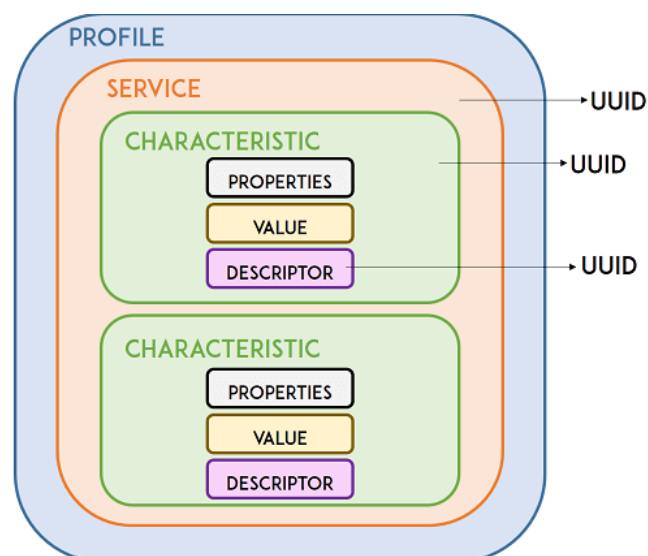 PROFILE
SERVICE
UUID
CHARACTERISTIC
UUID
PROPERTIES
VALUE
DESCRIPTOR
UUID
CHARACTERISTIC
PROPERTIES
VALUE
DESCRIPTOR